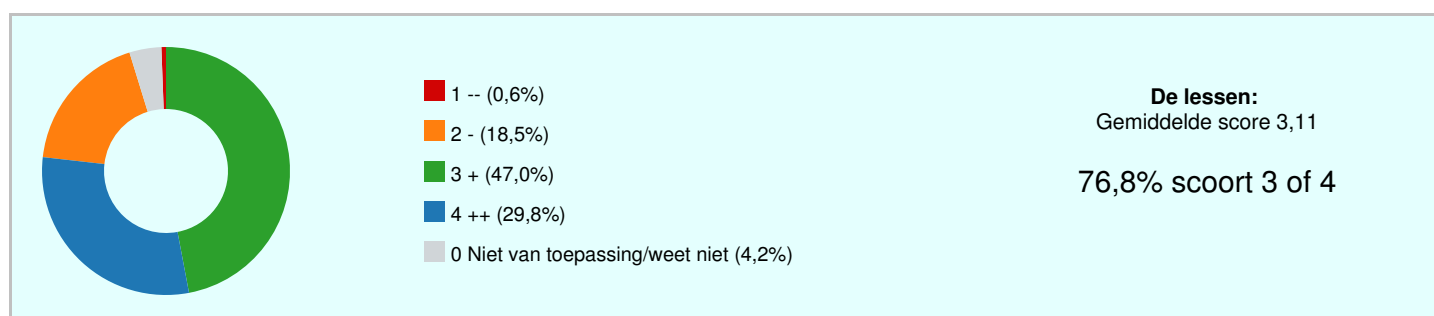 1 -- (0,6%)
2 - (18,5%)
3 + (47,0%)
4 ++ (29,8%)
0 Niet van toepassing/weet niet (4,2%)
De lessen:
Gemiddelde score 3,11
76,8% scoort 3 of 4